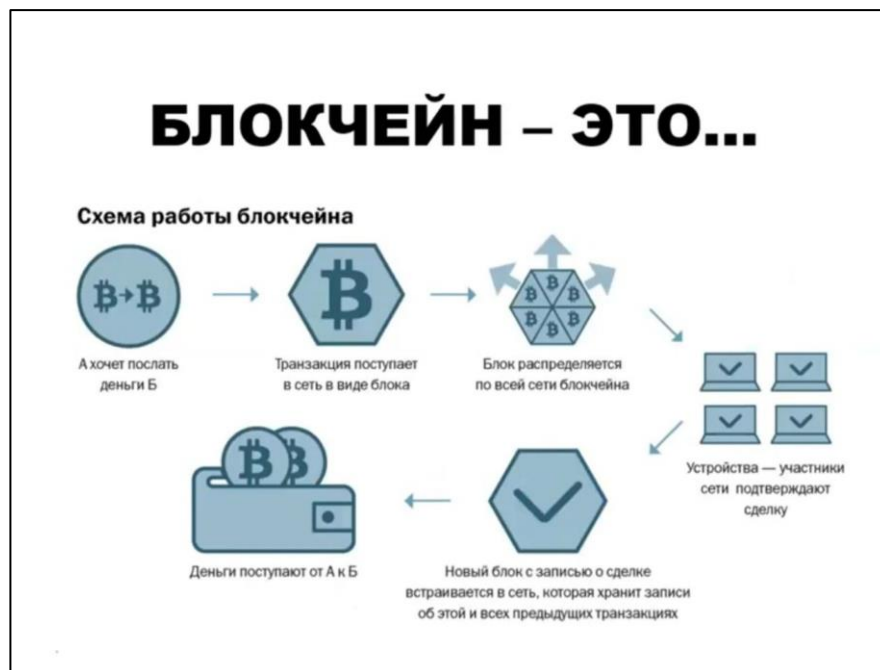 БЛОКЧЕЙН – ЭТО...
Схема работы блокчейна
А хочет послать
деньги Б
Транзакция поступает
в сеть в виде блока
Блок распределяется
по всей сети блокчейна
Устройства — участники
сети подтверждают
сделку
Новый блок с записью о сделке
встраивается в сеть, которая хранит записи
об этой и всех предыдущих транзакциях
Деньги поступают от А к Б